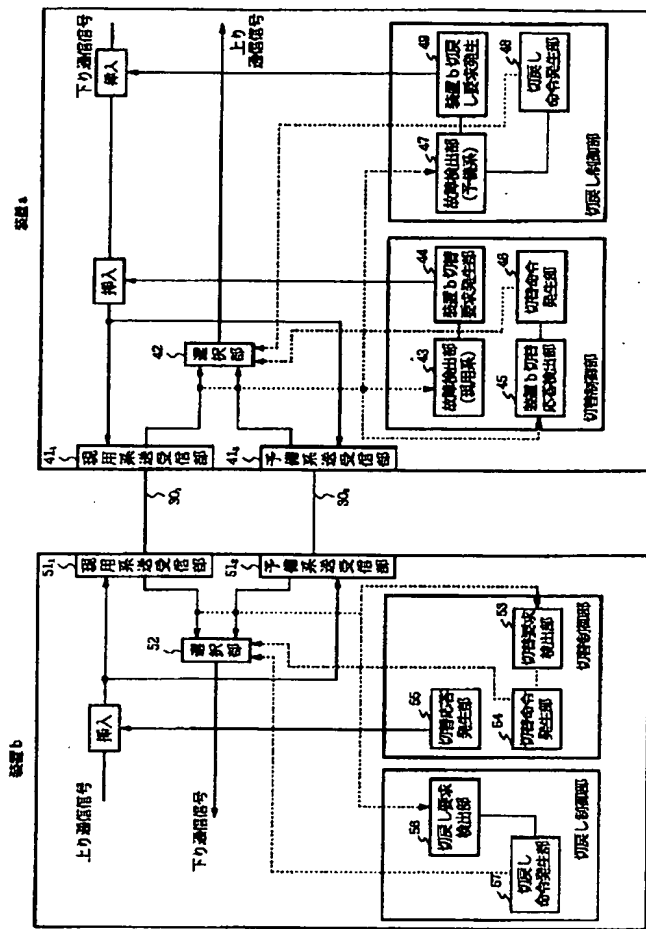 装置b
上り通信信号
挿入
下り通信信号
52
選択部
51₁
現用系送受信部
51₂
予備系送受信部
切戻し制御部
56
切戻し要求
検出部
57
切戻し
命令発生部
切替制御部
55
切替応答
発生部
53
切替要求
検出部
54
切替命令
発生部
30₁
30₂
装置a
下り通信信号
挿入
挿入
上り
通信信号
41₁
現用系送受信部
41₂
予備系送受信部
42
選択部
切替制御部
43
故障検出部
(現用系)
44
装置b切替
要求発生部
45
装置b切替
応答検出部
46
切替命令
発生部
切戻し制御部
47
故障検出部
(予備系)
49
装置b切戻
し要求発生
48
切戻し
命令発生部